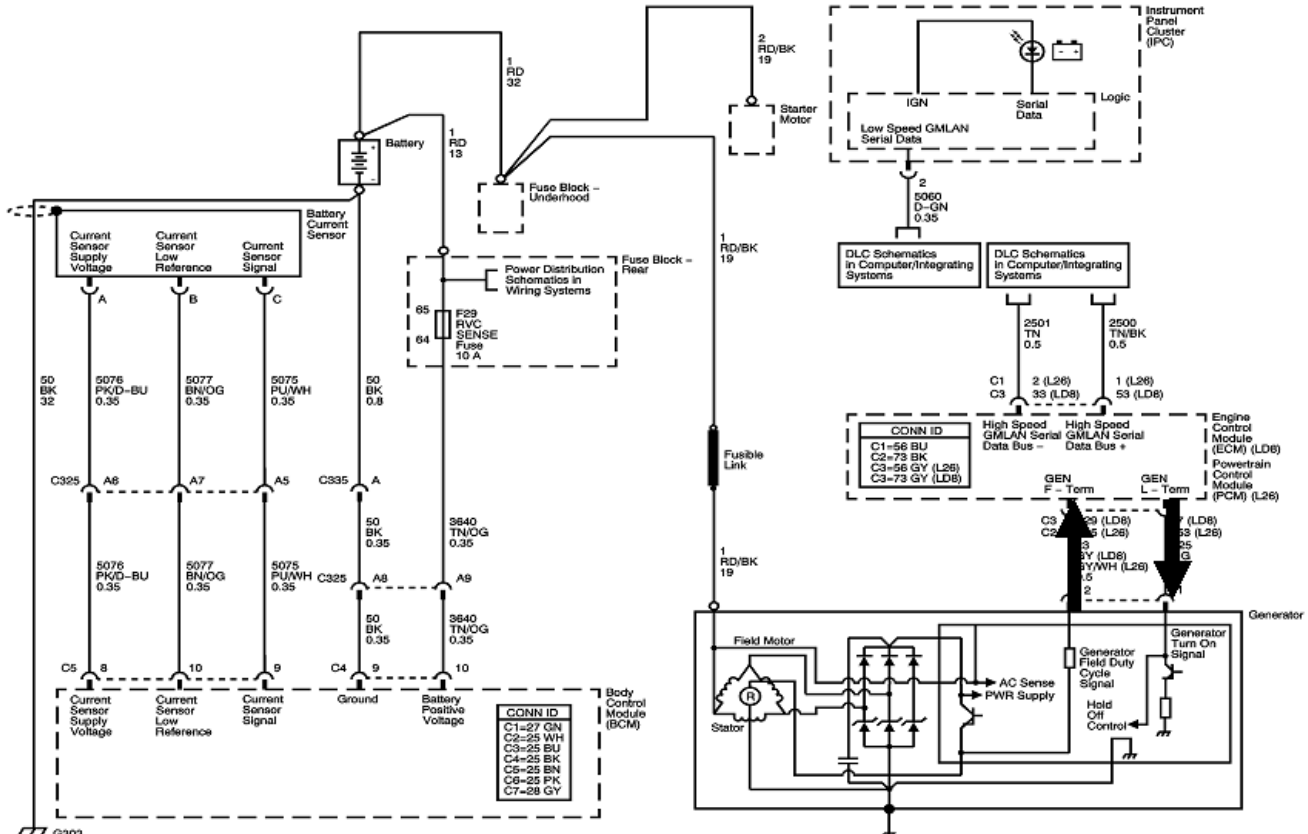 Instrument
Panel
Cluster
(IPC)
1
RD
32
2
RD/BK
19
Starter
Motor
IGN
Serial
Data
Logic
Low Speed GMLAN
Serial Data
Battery
+
-
1
RD
13
Fuse Block –
Underhood
2
5060
D-GN
0.35
Battery
Current
Sensor
Current
Sensor
Supply
Voltage
Current
Sensor
Low
Reference
Current
Sensor
Signal
A
B
C
Fuse Block –
Rear
Power Distribution
Schematics in
Wiring Systems
65
64
F29
RVC
SENSE
Fuse
10 A
1
RD/BK
19
DLC Schematics
in Computer/Integrating
Systems
DLC Schematics
in Computer/Integrating
Systems
2501
TN
0.5
2500
TN/BK
0.5
50
BK
32
5076
PK/D-BU
0.35
5077
BN/OG
0.35
5075
PU/WH
0.35
50
BK
0.8
C1 2 (L26) 1 (L26)
C3 33 (LD8) 53 (LD8)
CONN ID
C1=56 BU
C2=73 BK
C3=56 GY (L26)
C3=73 GY (LD8)
High Speed
GMLAN Serial
Data Bus –
High Speed
GMLAN Serial
Data Bus +
Engine
Control
Module
(ECM) (LD8)
Powertrain
Control
Module
(PCM) (L26)
GEN
F – Term
GEN
L – Term
Fusible
Link
C325 A6 A7 A5
C335 A
50
BK
0.35
3640
TN/OG
0.35
C3 (LD8) (LD8)
C2 (L26) (L26)
(LD8)
(L26)
2
5076
PK/D-BU
0.35
5077
BN/OG
0.35
5075
PU/WH
0.35
C325 A8 A9
50
BK
0.35
3640
TN/OG
0.35
1
RD/BK
19
Generator
C5 8 10 9 C4 9 10
Current
Sensor
Supply
Voltage
Current
Sensor
Low
Reference
Current
Sensor
Signal
Ground
Battery
Positive
Voltage
Body
Control
Module
(BCM)
CONN ID
C1=27 GN
C2=25 WH
C3=25 BU
C4=25 BK
C5=25 BN
C6=25 PK
C7=28 GY
Field Motor
R
Stator
AC Sense
PWR Supply
Generator
Field Duty
Cycle
Signal
Generator
Turn On
Signal
Hold
Off
Control